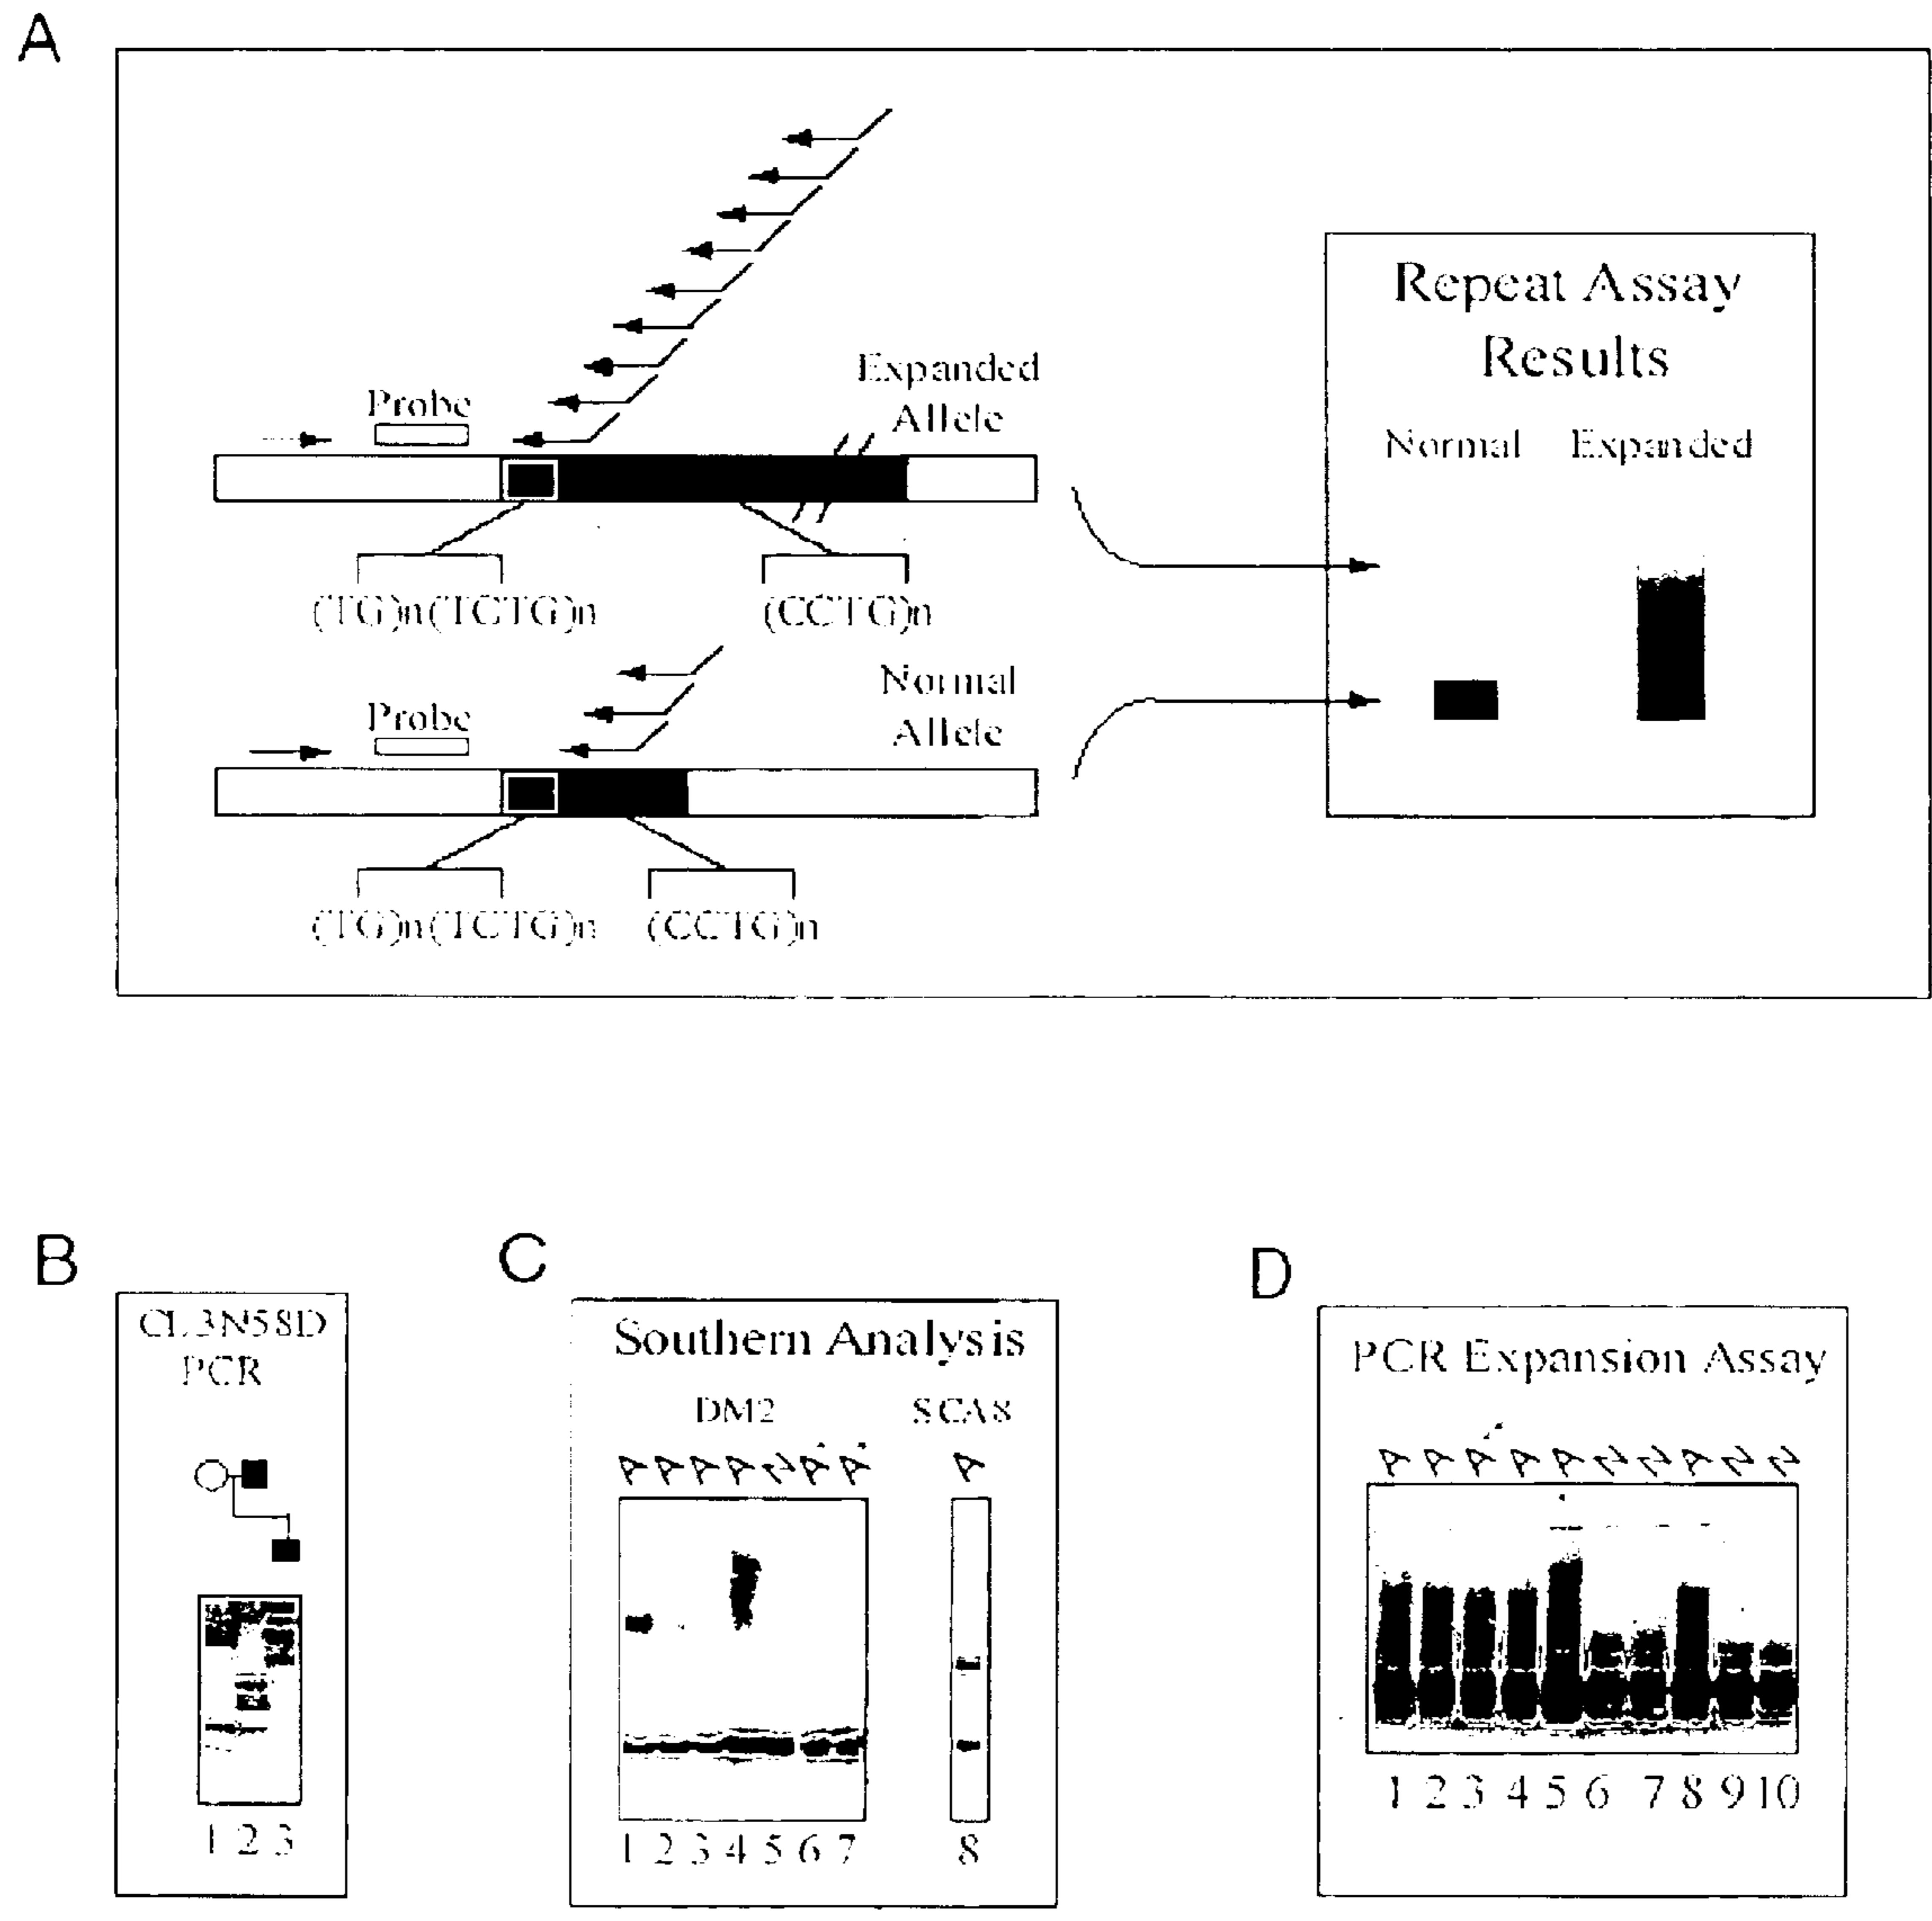 A
Repeat Assay
Results
Normal Expanded
Expanded
Allele
Probe
(TG)n(TCTG)n (CCTG)n
Normal
Allele
Probe
(TG)n(TCTG)n (CCTG)n
B
CL3N58D
PCR
1 2 3
C
Southern Analysis
DM2 SCA8
A A A A N A* A* A
1 2 3 4 5 6 7 8
D
PCR Expansion Assay
A A A* A A N N A N N
1 2 3 4 5 6 7 8 9 10